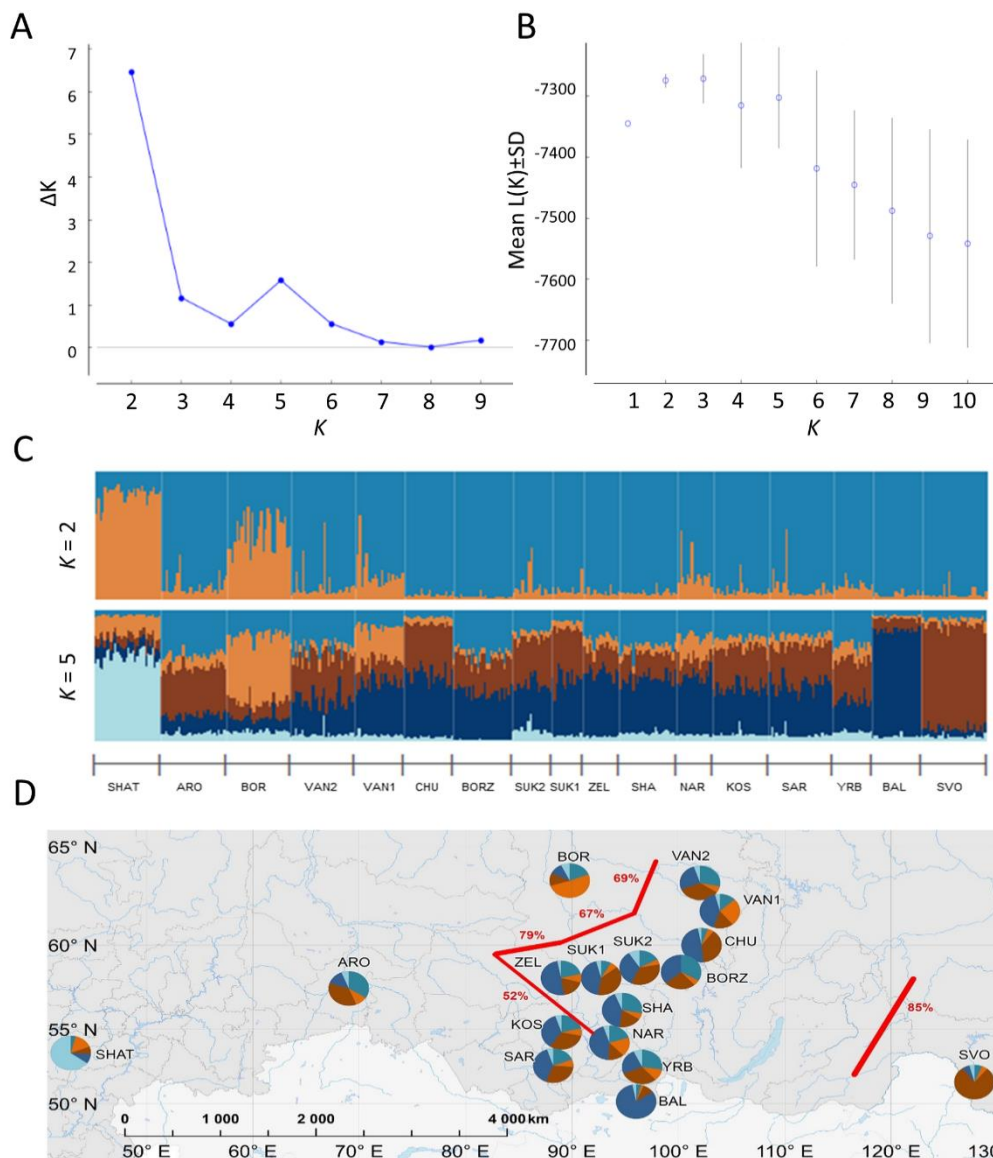 A
7
6
5
4
3
2
1
0
ΔK
2 3 4 5 6 7 8 9
K
B
-7300
-7400
-7500
-7600
-7700
Mean L(K)±SD
1 2 3 4 5 6 7 8 9 10
K
C
K = 2
K = 5
SHAT ARO BOR VAN2 VAN1 CHU BORZ SUK2 SUK1 ZEL SHA NAR KOS SAR YRB BAL SVO
D
65° N
60° N
55° N
50° N
BOR
69%
VAN2
67%
VAN1
79%
SUK1
SUK2
CHU
ZEL
BORZ
ARO
52%
SHA
85%
KOS
NAR
SHAT
SAR
YRB
SVO
BAL
0 1 000 2 000 4 000 km
50° E 60° E 70° E 80° E 90° E 100° E 110° E 120° E 130